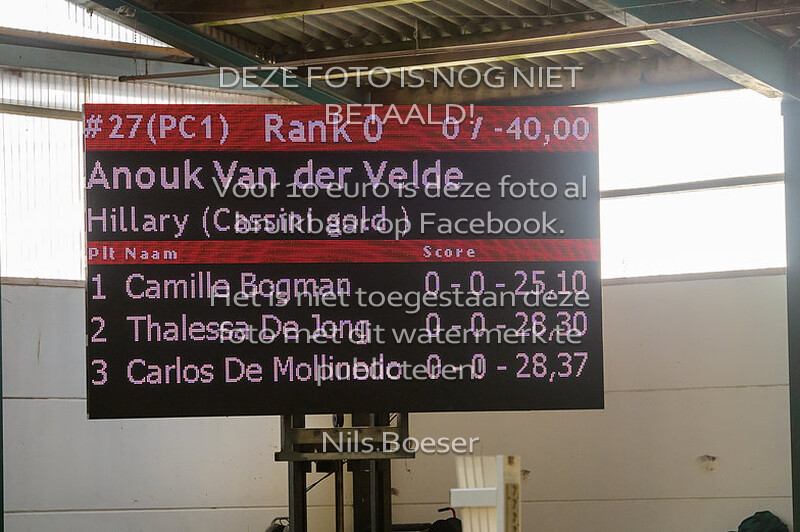 DEZE FOTO IS NOG NIET
BETAALD!
#27(PC1) Rank 0 0 / -40,00
Anouk Van der Velde
Voor 10 euro is deze foto al
Hillary (Cassini gold )
bruikbaar op Facebook.
Plt Naam Score
1 Camille Bogman 0 - 0 - 25,10
Het is niet toegestaan deze
2 Thalessa De Jong 0 - 0 - 28,30
foto met dit watermerk te
3 Carlos De Mollinedo 0 - 0 - 28,37
publiceren!
Nils Boeser